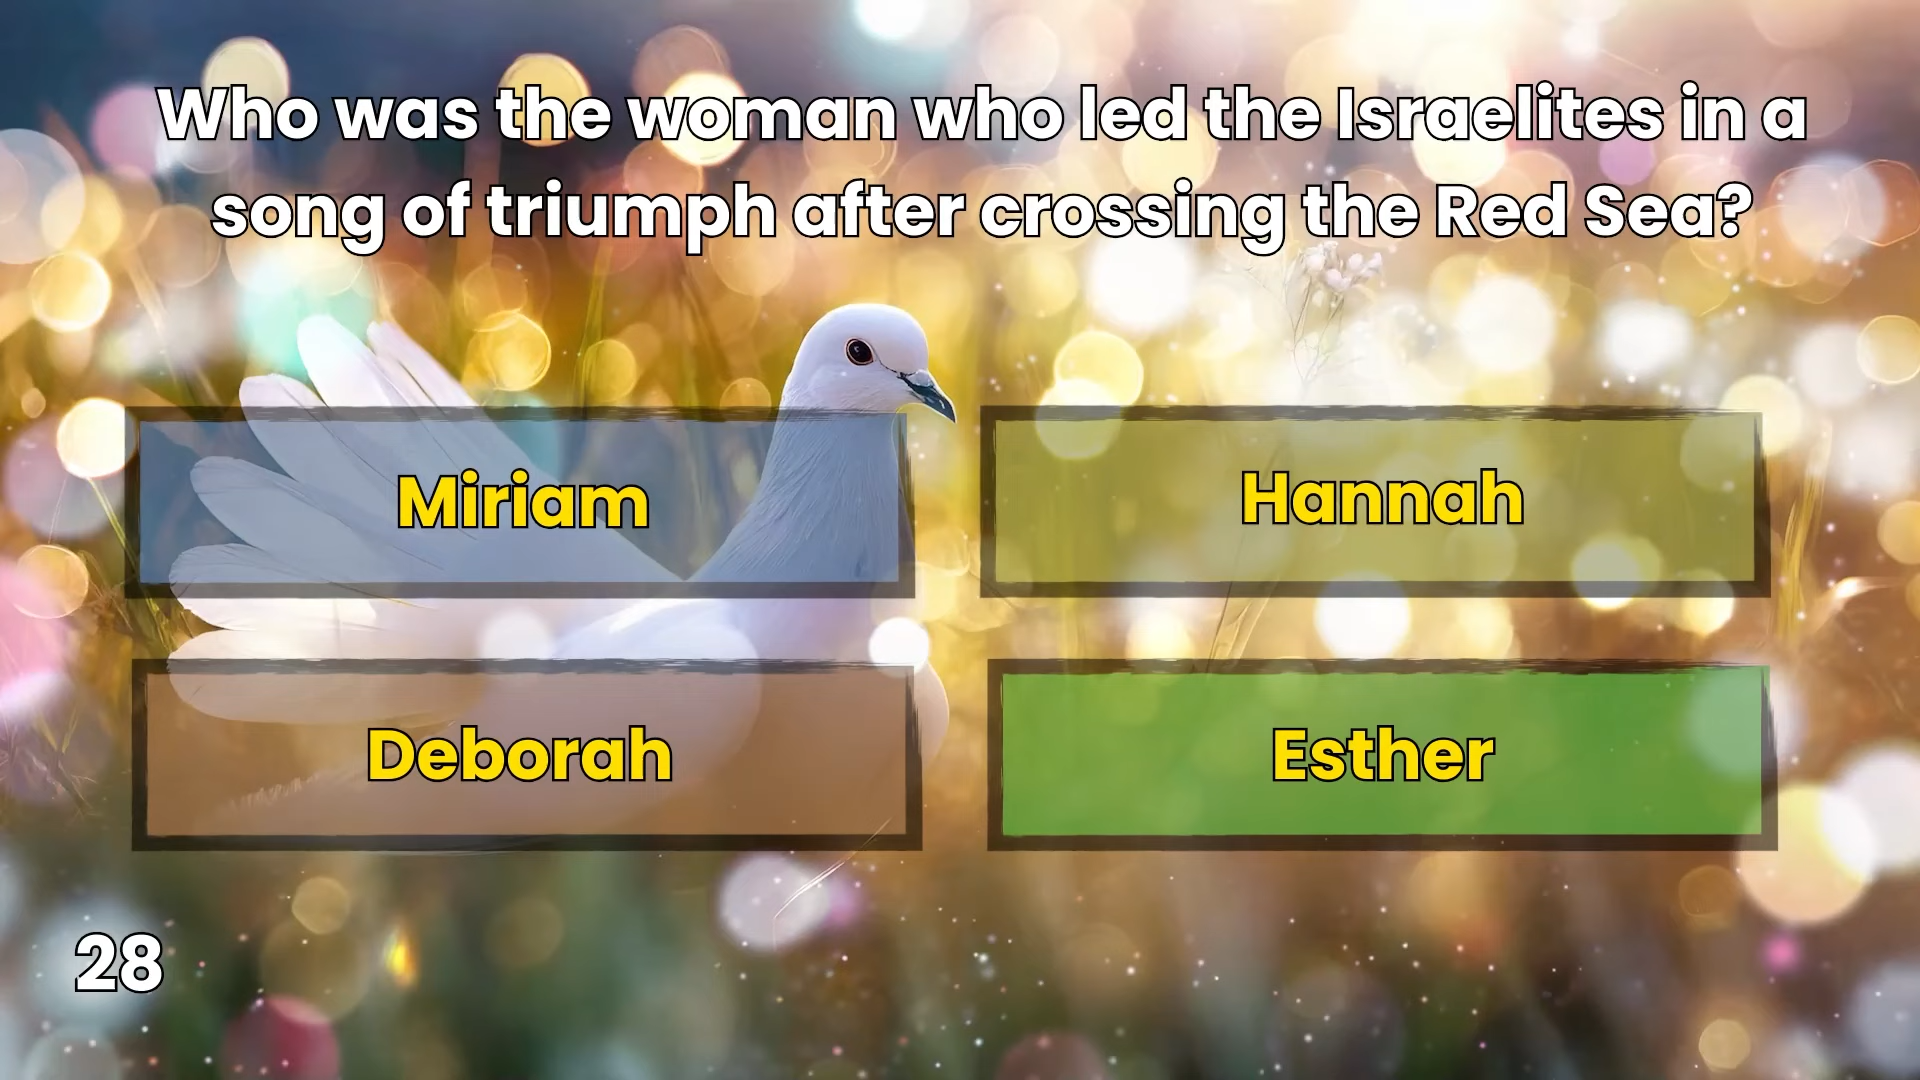 Who was the woman who led the Israelites in a
song of triumph after crossing the Red Sea?
Miriam
Hannah
Deborah
Esther
28